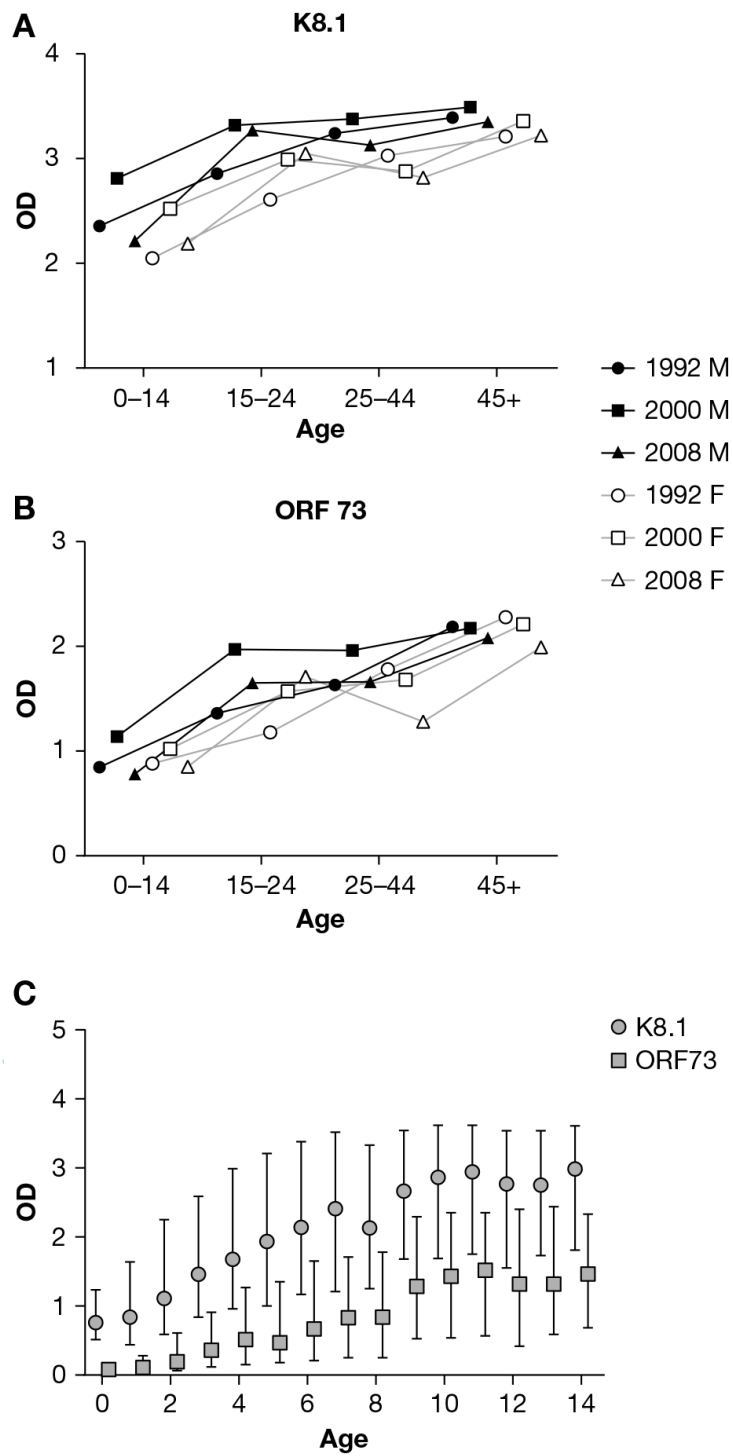 A
K8.1
4
3
2
1
OD
0–14 15–24 25–44 45+
Age
1992 M
2000 M
2008 M
1992 F
2000 F
2008 F
B
ORF 73
3
2
1
0
OD
0–14 15–24 25–44 45+
Age
C
K8.1
ORF73
5
4
3
2
1
0
OD
0 2 4 6 8 10 12 14
Age